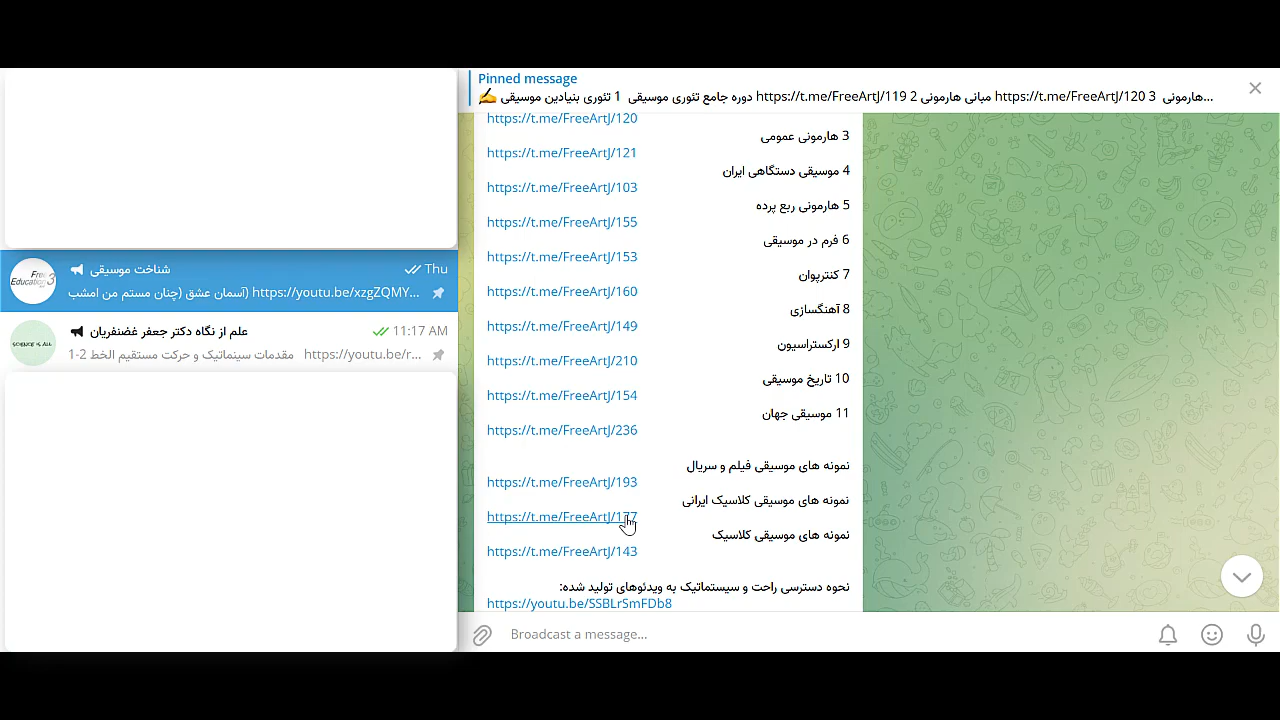 Free
Education 3
شناخت موسیقی
Thu
آسمان عشق (چنان مستم من امشب) https://youtu.be/xzgZQMY...
SCIENCE IS ALL
علم از نگاه دکتر جعفر غضنفریان
11:17 AM
1-2 مقدمات سینماتیک و حرکت مستقیم الخط https://youtu.be/r...
Pinned message
✍️ دوره جامع تئوری موسیقی 1 تئوری بنیادین موسیقی https://t.me/FreeArtJ/119 2 مبانی هارمونی https://t.me/FreeArtJ/120 3 هارمونی...
https://t.me/FreeArtJ/120
3 هارمونی عمومی
https://t.me/FreeArtJ/121
4 موسیقی دستگاهی ایران
https://t.me/FreeArtJ/103
5 هارمونی ربع پرده
https://t.me/FreeArtJ/155
6 فرم در موسیقی
https://t.me/FreeArtJ/153
7 کنترپوان
https://t.me/FreeArtJ/160
8 آهنگسازی
https://t.me/FreeArtJ/149
9 ارکستراسیون
https://t.me/FreeArtJ/210
10 تاریخ موسیقی
https://t.me/FreeArtJ/154
11 موسیقی جهان
https://t.me/FreeArtJ/236
نمونه های موسیقی فیلم و سریال
https://t.me/FreeArtJ/193
نمونه های موسیقی کلاسیک ایرانی
https://t.me/FreeArtJ/177
نمونه های موسیقی کلاسیک
https://t.me/FreeArtJ/143
نحوه دسترسی راحت و سیستماتیک به ویدئوهای تولید شده:
https://youtu.be/SSBLrSmFDb8
Broadcast a message...